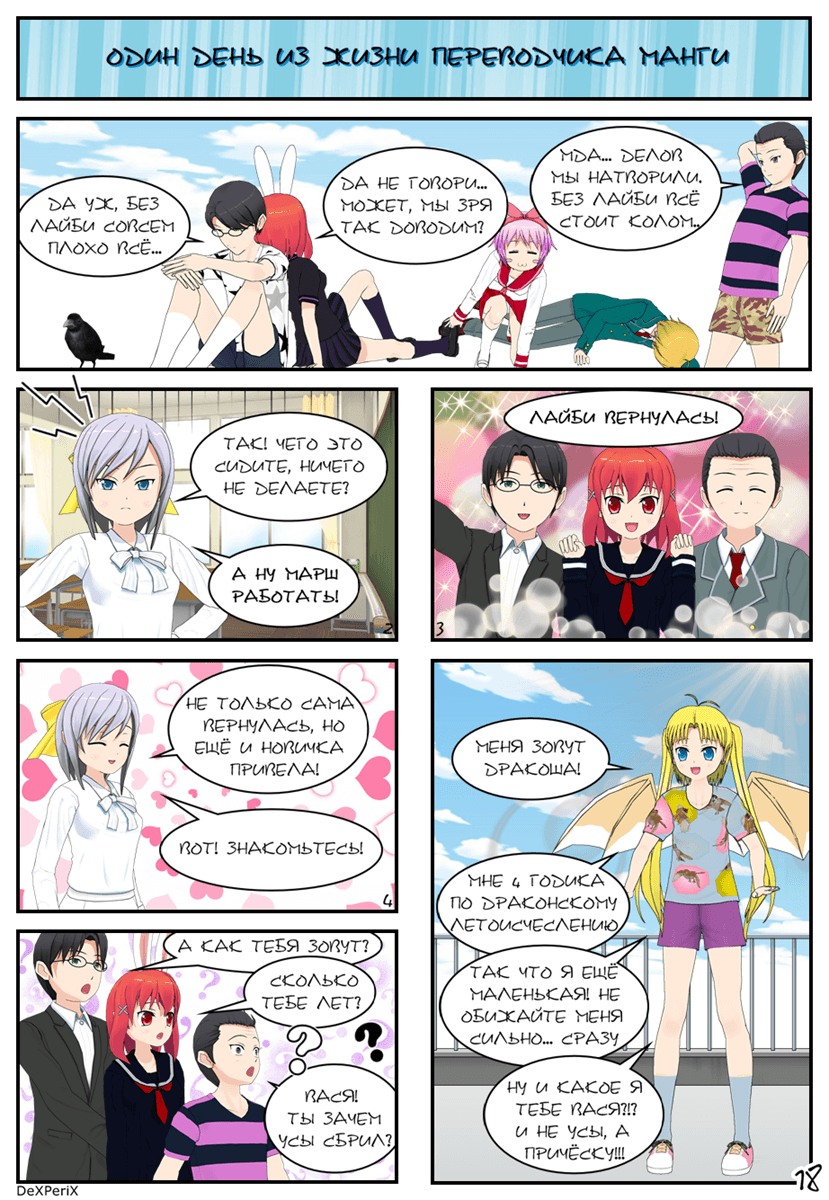 ОДИН ДЕНЬ ИЗ ЖИЗНИ ПЕРЕВОДЧИКА МАНГИ
ДА УЖ, БЕЗ
ЛАЙБИ СОВСЕМ
ПЛОХО ВСЁ...
ДА НЕ ГОВОРИ...
МОЖЕТ, МЫ ЗРЯ
ТАК ДОВОДИМ?
МДА... ДЕЛОВ
МЫ НАТВОРИЛИ.
БЕЗ ЛАЙБИ ВСЁ
СТОИТ КОЛОМ..
ТАК! ЧЕГО ЭТО
СИДИТЕ, НИЧЕГО
НЕ ДЕЛАЕТЕ?
А НУ МАРШ
РАБОТАТЬ!
2
ЛАЙБИ ВЕРНУЛАСЬ!
3
НЕ ТОЛЬКО САМА
ВЕРНУЛАСЬ, НО
ЕЩЁ И НОВИЧКА
ПРИВЕЛА!
ВОТ! ЗНАКОМЬТЕСЬ!
4
А КАК ТЕБЯ ЗОВУТ?
СКОЛЬКО
ТЕБЕ ЛЕТ?
? ?
ВАСЯ!
ТЫ ЗАЧЕМ
УСЫ СБРИЛ?
МЕНЯ ЗОВУТ
ДРАКОША!
МНЕ 4 ГОДИКА
ПО ДРАКОНСКОМУ
ЛЕТОИСЧЕСЛЕНИЮ
ТАК ЧТО Я ЕЩЁ
МАЛЕНЬКАЯ! НЕ
ОБИЖАЙТЕ МЕНЯ
СИЛЬНО... СРАЗУ
НУ И КАКОЕ Я
ТЕБЕ ВАСЯ?!?
И НЕ УСЫ, А
ПРИЧЁСКУ!!!
DeXPeriX
18